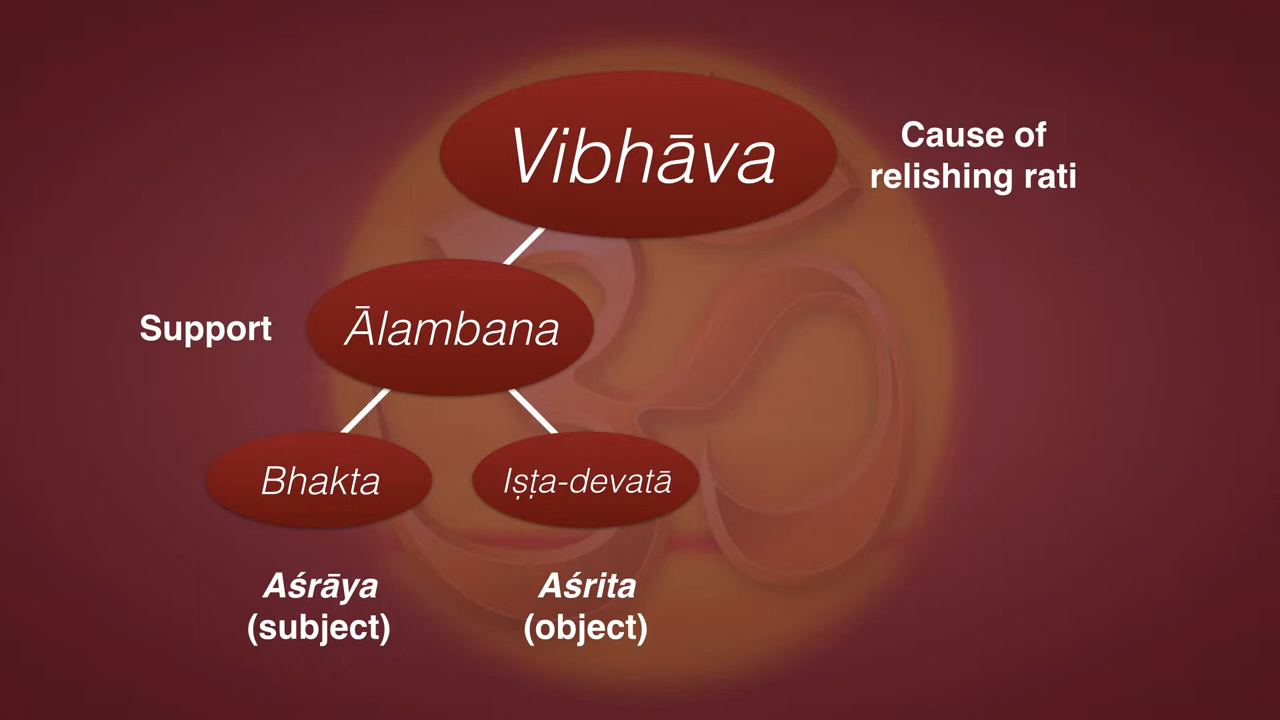 Vibhāva
Cause of
relishing rati
Support
Ālambana
Bhakta
Iṣṭa-devatā
Aśrāya
(subject)
Aśrita
(object)